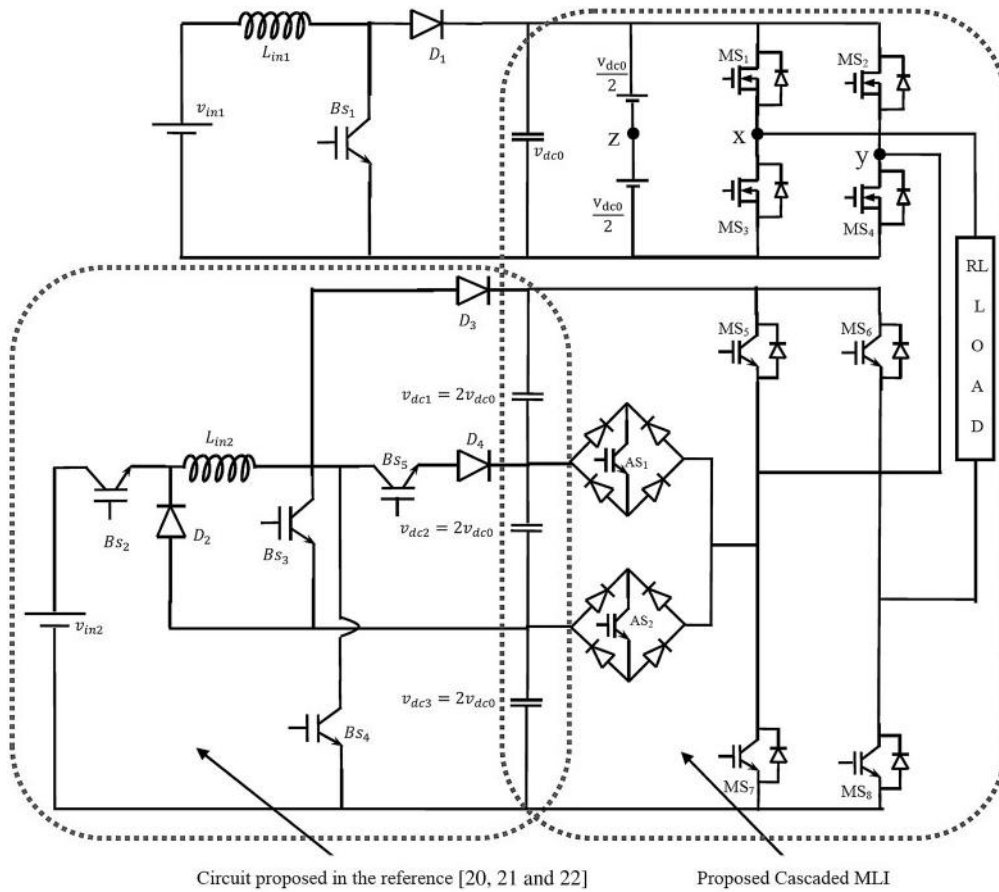 L_in1
D_1
v_in1
Bs_1
v_dc0
v_dc0/2
z
v_dc0/2
MS_1
MS_2
x
y
MS_3
MS_4
RL
L
O
A
D
D_3
MS_5
MS_6
v_dc1 = 2v_dc0
L_in2
Bs_5
D_4
AS_1
Bs_2
D_2
Bs_3
v_dc2 = 2v_dc0
v_in2
AS_2
v_dc3 = 2v_dc0
Bs_4
MS_7
MS_8
Circuit proposed in the reference [20, 21 and 22]
Proposed Cascaded MLI